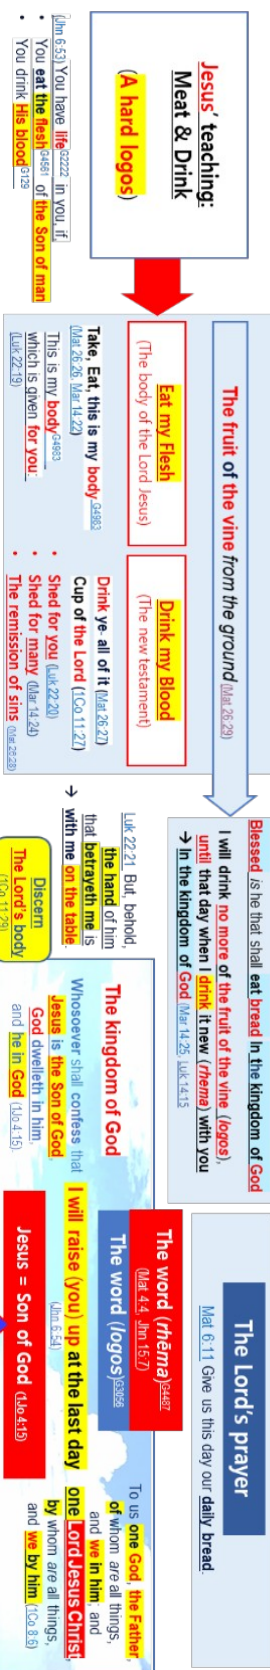 Jesus' teaching:
Meat & Drink
(A hard logos)
(Jhn 6:53) You have life G2222 in you, if,
• You eat the flesh G4561 of the Son of man
• You drink His blood G129
The fruit of the vine from the ground (Mat 26:29)
Eat my Flesh
(The body of the Lord Jesus)
Take, Eat, this is my body G4983
(Mat 26:26, Mar 14:22)
This is my body G4983
which is given for you:
(Luk 22:19)
Drink my Blood
(The new testament)
Drink ye- all of it (Mat 26:27)
Cup of the Lord (1Co 11:27)
• Shed for you (Luk 22:20)
• Shed for many (Mar 14:24)
• The remission of sins (Mat 26:28)
Blessed is he that shall eat bread In the kingdom of God
I will drink no more of the fruit of the vine (logos),
until that day when I drink it new (rhema) with you
→ In the kingdom of God (Mar 14:25, Luk 14:15
Luk 22:21 But, behold,
the hand of him
that betrayeth me is
→ with me on the table.
Discern
The Lord's body
(1Co 11:29)
The kingdom of God
Whosoever shall confess that
Jesus is the Son of God,
God dwelleth in him,
and he in God (1Jo 4:15).
The Lord's prayer
Mat 6:11 Give us this day our daily bread.
The word (rhēma) G4487
(Mat 4:4, Jhn 15:7)
The word (logos) G3056
I will raise (you) up at the last day
(Jhn 6:54)
Jesus = Son of God (1Jo 4:15)
To us one God, the Father,
of whom are all things,
and we in him; and
one Lord Jesus Christ,
by whom are all things,
and we by him (1Co 8:6)